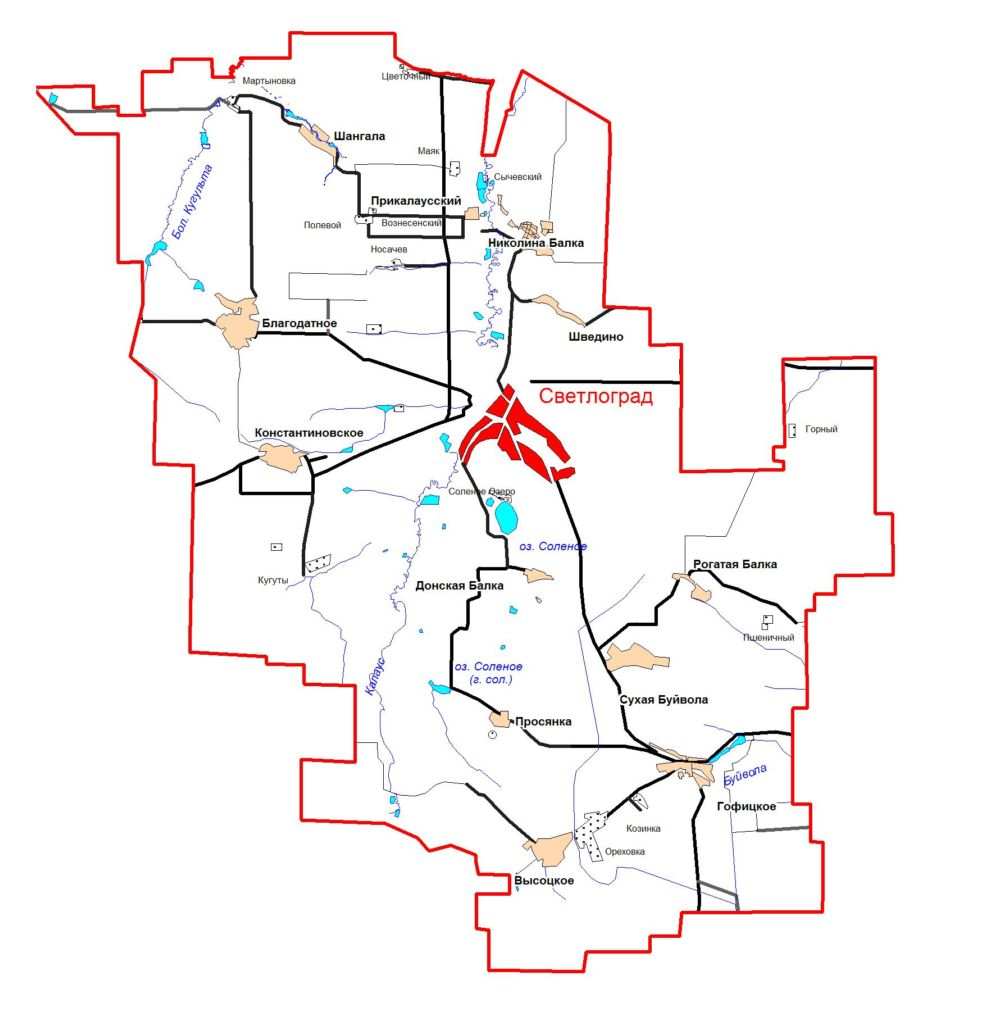 Цветочный
Мартыновка
Шангала
Маяк
Сычевский
Бол. Кугульта
Прикалаусский
Полевой
Вознесенский
Николина Балка
Носачев
Благодатное
Шведино
Светлоград
Константиновское
Горный
Соленое Озеро
оз. Соленое
Рогатая Балка
Кугуты
Донская Балка
Пшеничный
Калаус
оз. Соленое
(г. сол.)
Сухая Буйвола
Просянка
Буйвола
Гофицкое
Козинка
Ореховка
Высоцкое